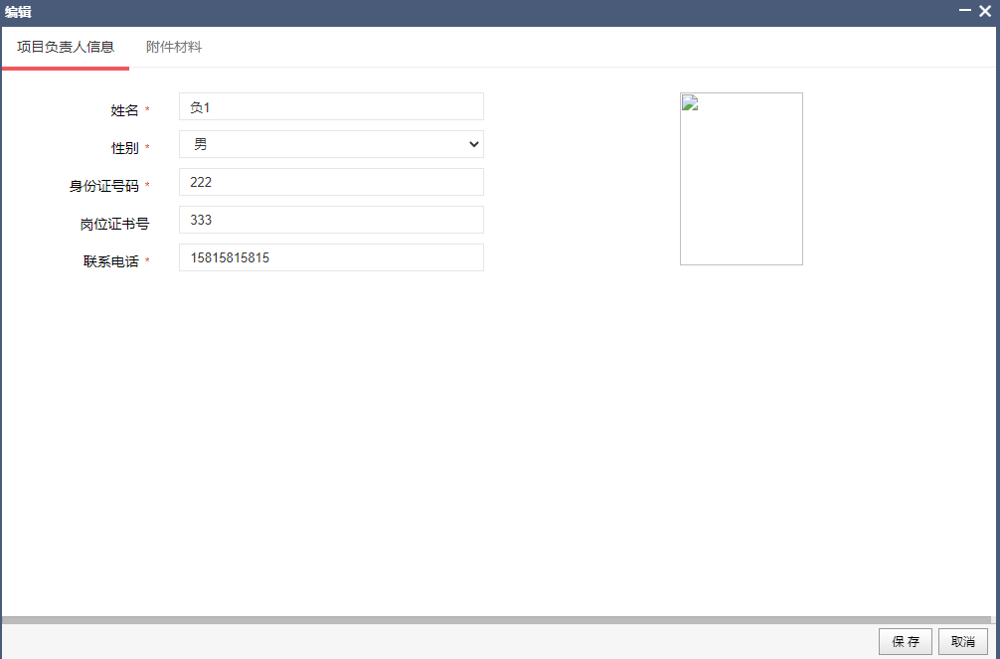 编辑
项目负责人信息 附件材料
姓名 * 负1
性别 * 男
身份证号码 * 222
岗位证书号 333
联系电话 * 15815815815
保 存 取消